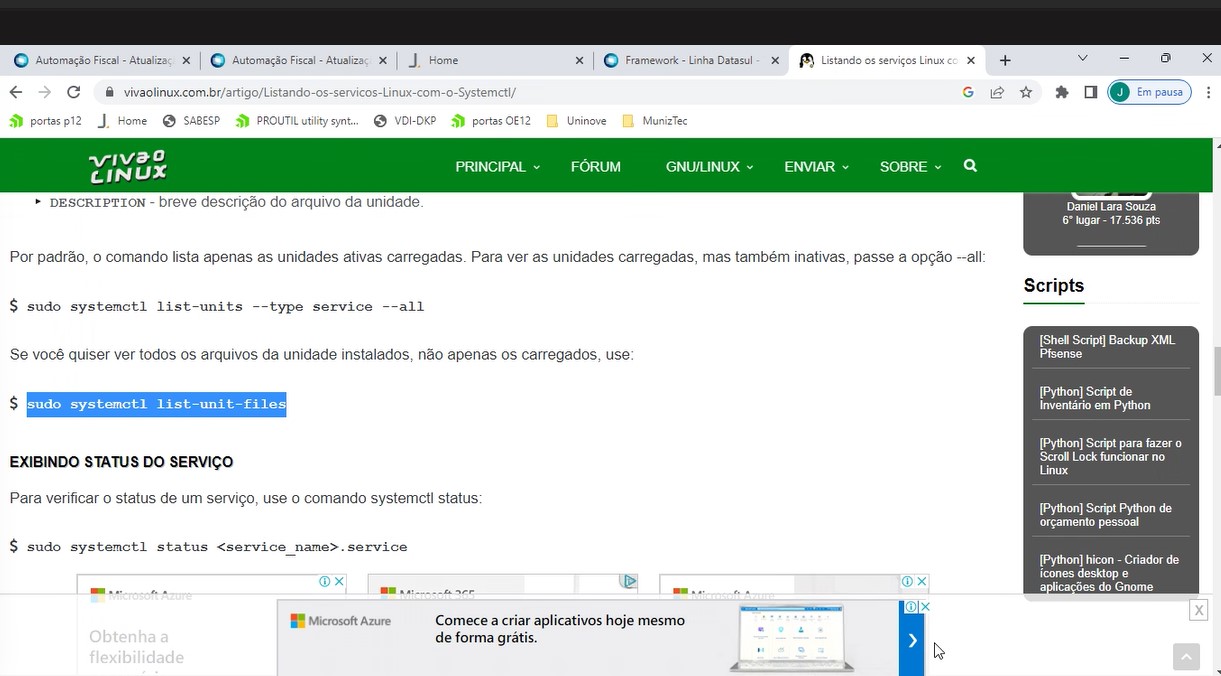 Automação Fiscal - Atualizaç
Automação Fiscal - Atualizaç
Home
Framework - Linha Datasul -
Listando os serviços Linux co
vivaolinux.com.br/artigo/Listando-os-servicos-Linux-com-o-Systemctl/
J
Em pausa
portas p12
Home
SABESP
PROUTIL utility synt...
VDI-DKP
portas OE12
Uninove
MunizTec
VIVAO
LINUX
PRINCIPAL
FÓRUM
GNU/LINUX
ENVIAR
SOBRE
DESCRIPTION - breve descrição do arquivo da unidade.
Por padrão, o comando lista apenas as unidades ativas carregadas. Para ver as unidades carregadas, mas também inativas, passe a opção --all:
$ sudo systemctl list-units --type service --all
Se você quiser ver todos os arquivos da unidade instalados, não apenas os carregados, use:
$ sudo systemctl list-unit-files
EXIBINDO STATUS DO SERVIÇO
Para verificar o status de um serviço, use o comando systemctl status:
$ sudo systemctl status <service_name>.service
Microsoft Azure
Microsoft 365
Microsoft Azure
Obtenha a
flexibilidade
Microsoft Azure
Comece a criar aplicativos hoje mesmo
de forma grátis.
Daniel Lara Souza
6° lugar - 17.536 pts
Scripts
[Shell Script] Backup XML
Pfsense
[Python] Script de
Inventário em Python
[Python] Script para fazer o
Scroll Lock funcionar no
Linux
[Python] Script Python de
orçamento pessoal
[Python] hicon - Criador de
ícones desktop e
aplicações do Gnome
X